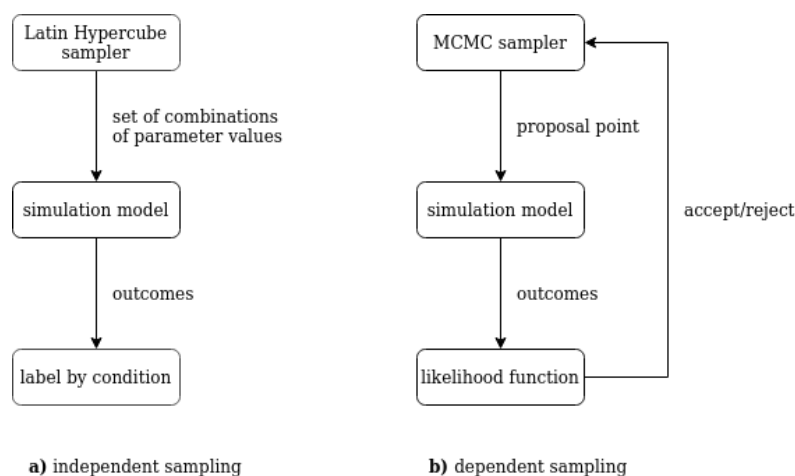 Latin Hypercube
sampler
set of combinations
of parameter values
simulation model
outcomes
label by condition
a) independent sampling
MCMC sampler
proposal point
simulation model
accept/reject
outcomes
likelihood function
b) dependent sampling